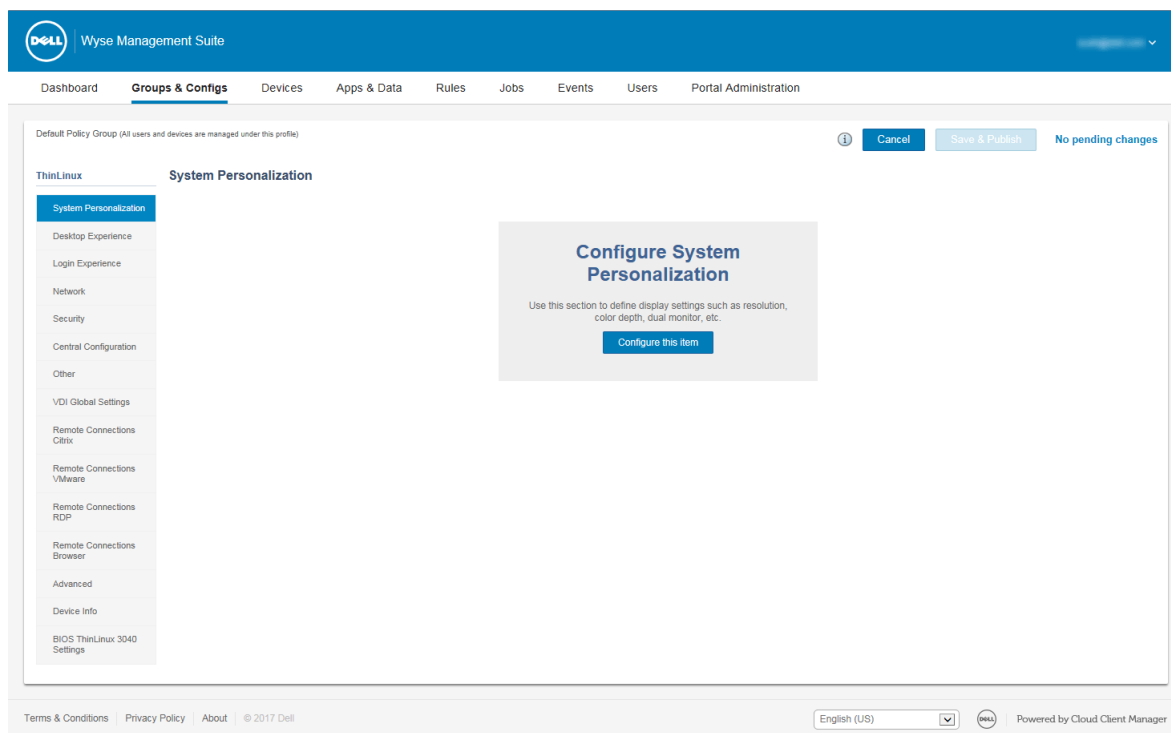 DELL Wyse Management Suite
Dashboard Groups & Configs Devices Apps & Data Rules Jobs Events Users Portal Administration
Default Policy Group (All users and devices are managed under this profile)
i Cancel Save & Publish No pending changes
ThinLinux
System Personalization
System Personalization
Desktop Experience
Login Experience
Network
Security
Central Configuration
Other
VDI Global Settings
Remote Connections
Citrix
Remote Connections
VMware
Remote Connections
RDP
Remote Connections
Browser
Advanced
Device Info
BIOS ThinLinux 3040
Settings
Configure System
Personalization
Use this section to define display settings such as resolution,
color depth, dual monitor, etc.
Configure this item
Terms & Conditions Privacy Policy About © 2017 Dell
English (US)
DELL Powered by Cloud Client Manager